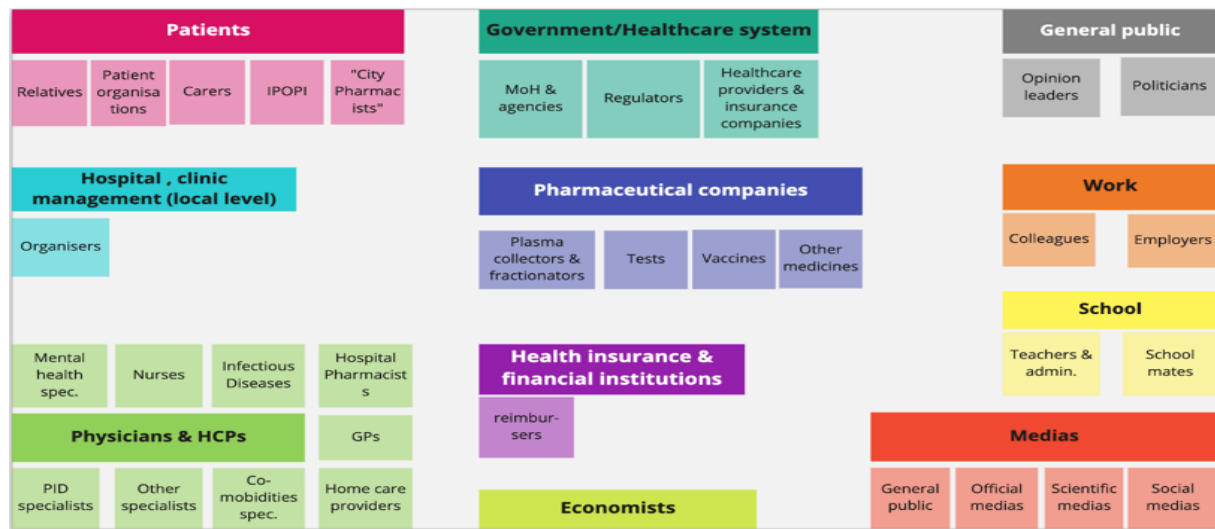 Patients
Relatives
Patient
organisa
tions
Carers
IPOPI
"City
Pharmac
ists"
Government/Healthcare system
MoH &
agencies
Regulators
Healthcare
providers &
insurance
companies
General public
Opinion
leaders
Politicians
Hospital , clinic
management (local level)
Organisers
Pharmaceutical companies
Plasma
collectors &
fractionators
Tests
Vaccines
Other
medicines
Work
Colleagues
Employers
School
Teachers &
admin.
School
mates
Mental
health
spec.
Nurses
Infectious
Diseases
Hospital
Pharmacist
s
Physicians & HCPs
GPs
PID
specialists
Other
specialists
Co-
mobidities
spec.
Home care
providers
Health insurance &
financial institutions
reimbur-
sers
Economists
Medias
General
public
Official
medias
Scientific
medias
Social
medias